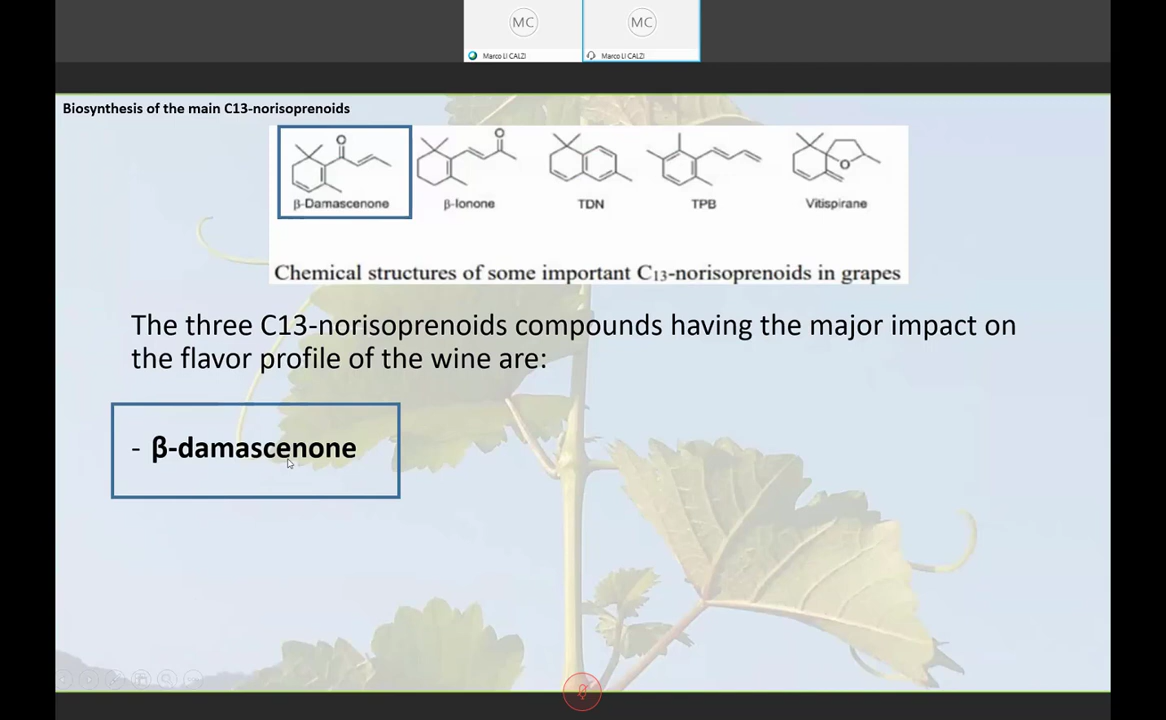 MC
MC
Marco LI CALZI
Marco LI CALZI
Biosynthesis of the main C13-norisoprenoids
O
O
O
β-Damascenone
β-Ionone
TDN
TPB
Vitispirane
Chemical structures of some important C₁₃-norisoprenoids in grapes
The three C13-norisoprenoids compounds having the major impact on
the flavor profile of the wine are:
- β-damascenone